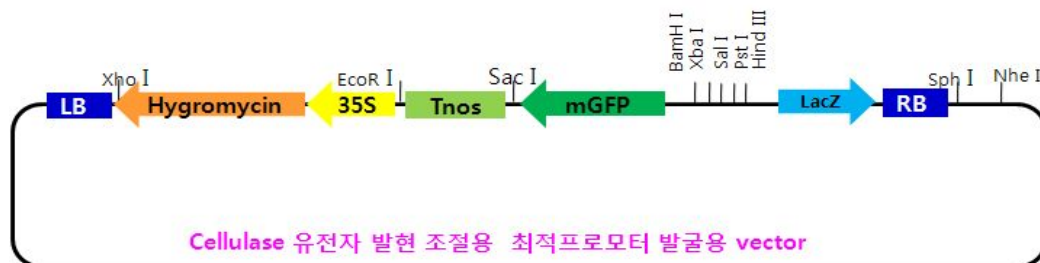 BamH I
Xba I
Sal I
Pst I
Hind III
Xho I EcoR I Sac I Sph I Nhe I
LB Hygromycin 35S Tnos mGFP LacZ RB
Cellulase 유전자 발현 조절용 최적프로모터 발굴용 vector